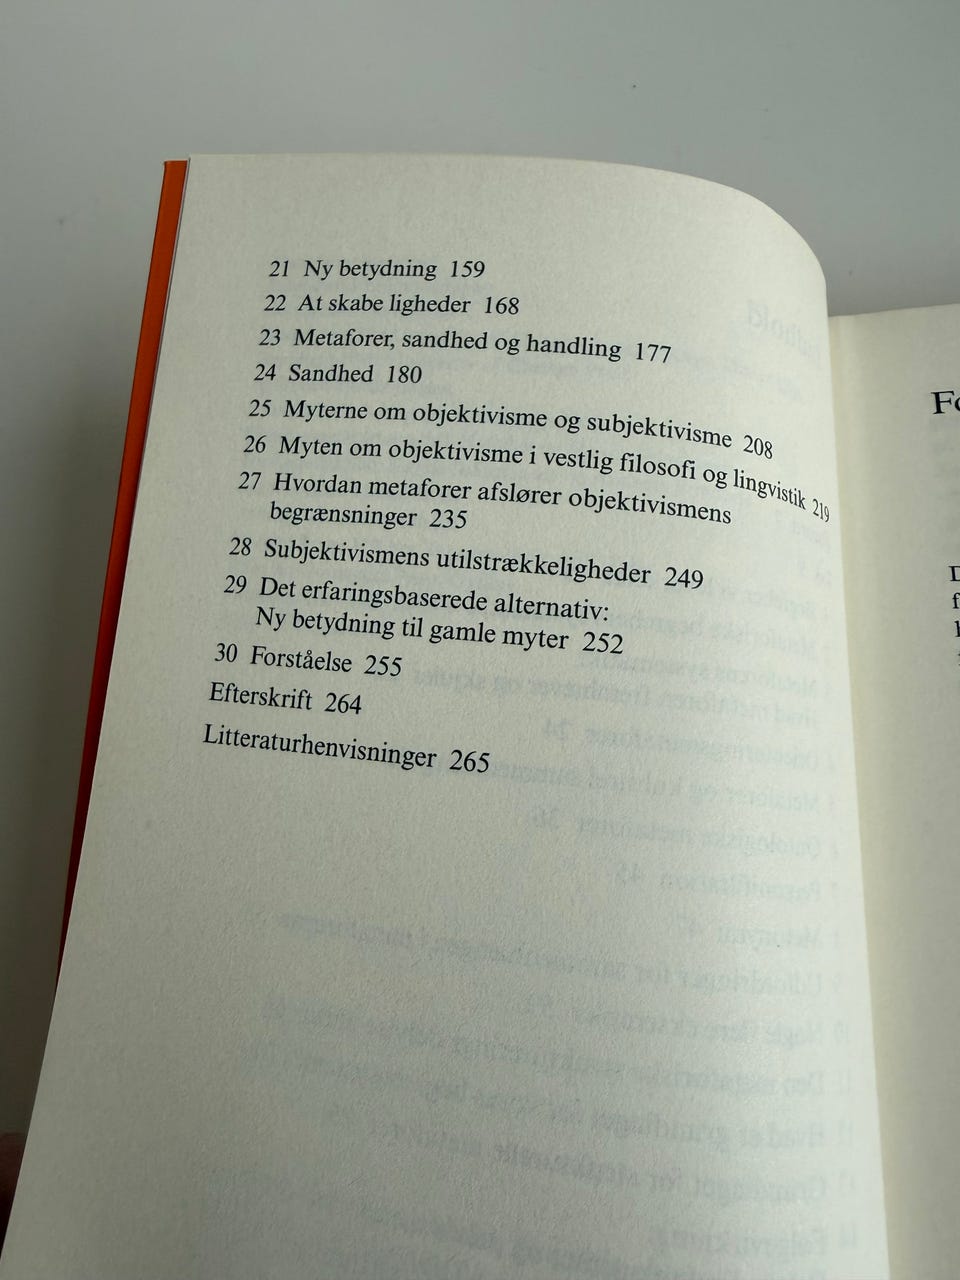 21 Ny betydning 159
22 At skabe ligheder 168
23 Metaforer, sandhed og handling 177
24 Sandhed 180
25 Myterne om objektivisme og subjektivisme 208
26 Myten om objektivisme i vestlig filosofi og lingvistik 219
27 Hvordan metaforer afslører objektivismens
begrænsninger 235
28 Subjektivismens utilstrækkeligheder 249
29 Det erfaringsbaserede alternativ:
Ny betydning til gamle myter 252
30 Forståelse 255
Efterskrift 264
Litteraturhenvisninger 265